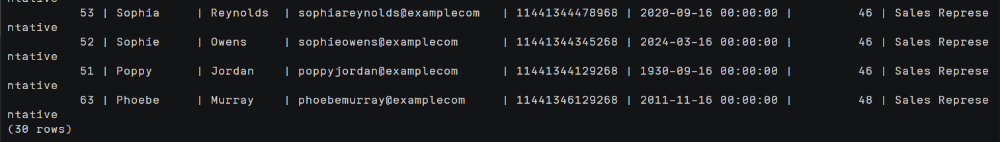 ntative
53 | Sophia | Reynolds | sophiareynolds@examplecom | 11441344478968 | 2020-09-16 00:00:00 | 46 | Sales Represe
ntative
52 | Sophie | Owens | sophieowens@examplecom | 11441344345268 | 2024-03-16 00:00:00 | 46 | Sales Represe
ntative
51 | Poppy | Jordan | poppyjordan@examplecom | 11441344129268 | 1930-09-16 00:00:00 | 46 | Sales Represe
ntative
63 | Phoebe | Murray | phoebemurray@examplecom | 11441346129268 | 2011-11-16 00:00:00 | 48 | Sales Represe
ntative
(30 rows)